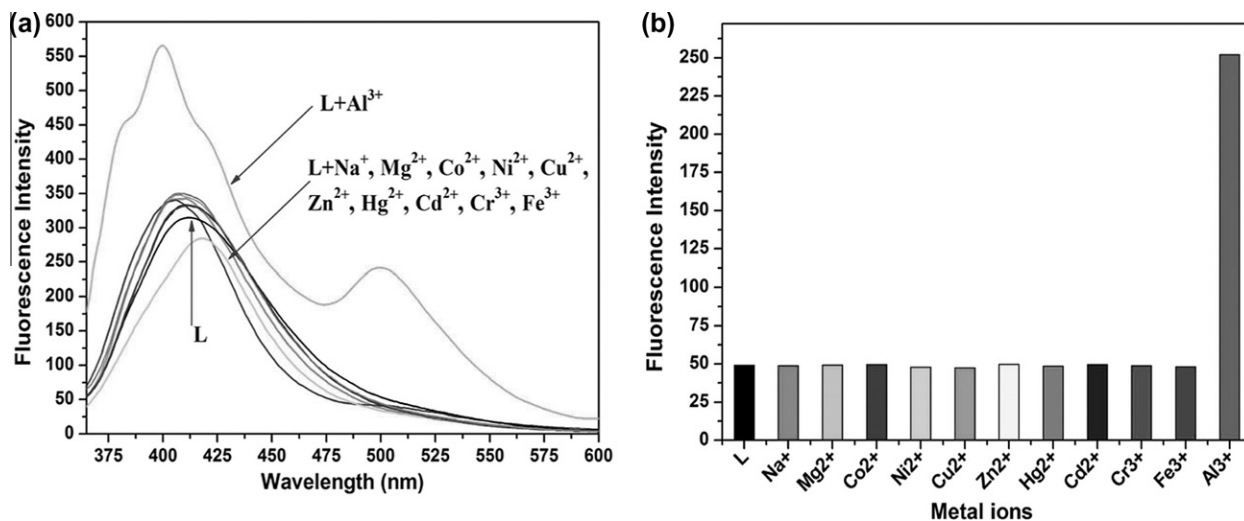 (a)
600
550
500
450
400
350
300
250
200
150
100
50
0
Fluorescence Intensity
L+Al³⁺
L+Na⁺, Mg²⁺, Co²⁺, Ni²⁺, Cu²⁺,
Zn²⁺, Hg²⁺, Cd²⁺, Cr³⁺, Fe³⁺
L
375 400 425 450 475 500 525 550 575 600
Wavelength (nm)
(b)
250
225
200
175
150
125
100
75
50
25
0
Fluorescence Intensity
L Na+ Mg2+ Co2+ Ni2+ Cu2+ Zn2+ Hg2+ Cd2+ Cr3+ Fe3+ Al3+
Metal ions